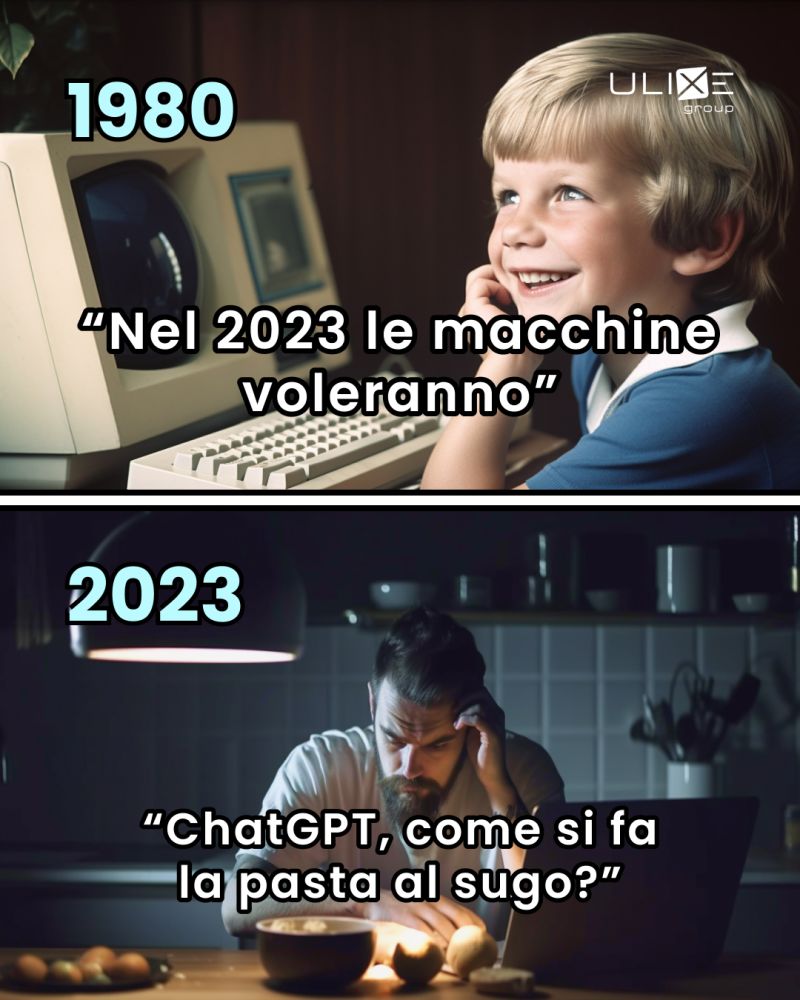 1980
ULIXE
group
“Nel 2023 le macchine
voleranno”
2023
“ChatGPT, come si fa
la pasta al sugo?”